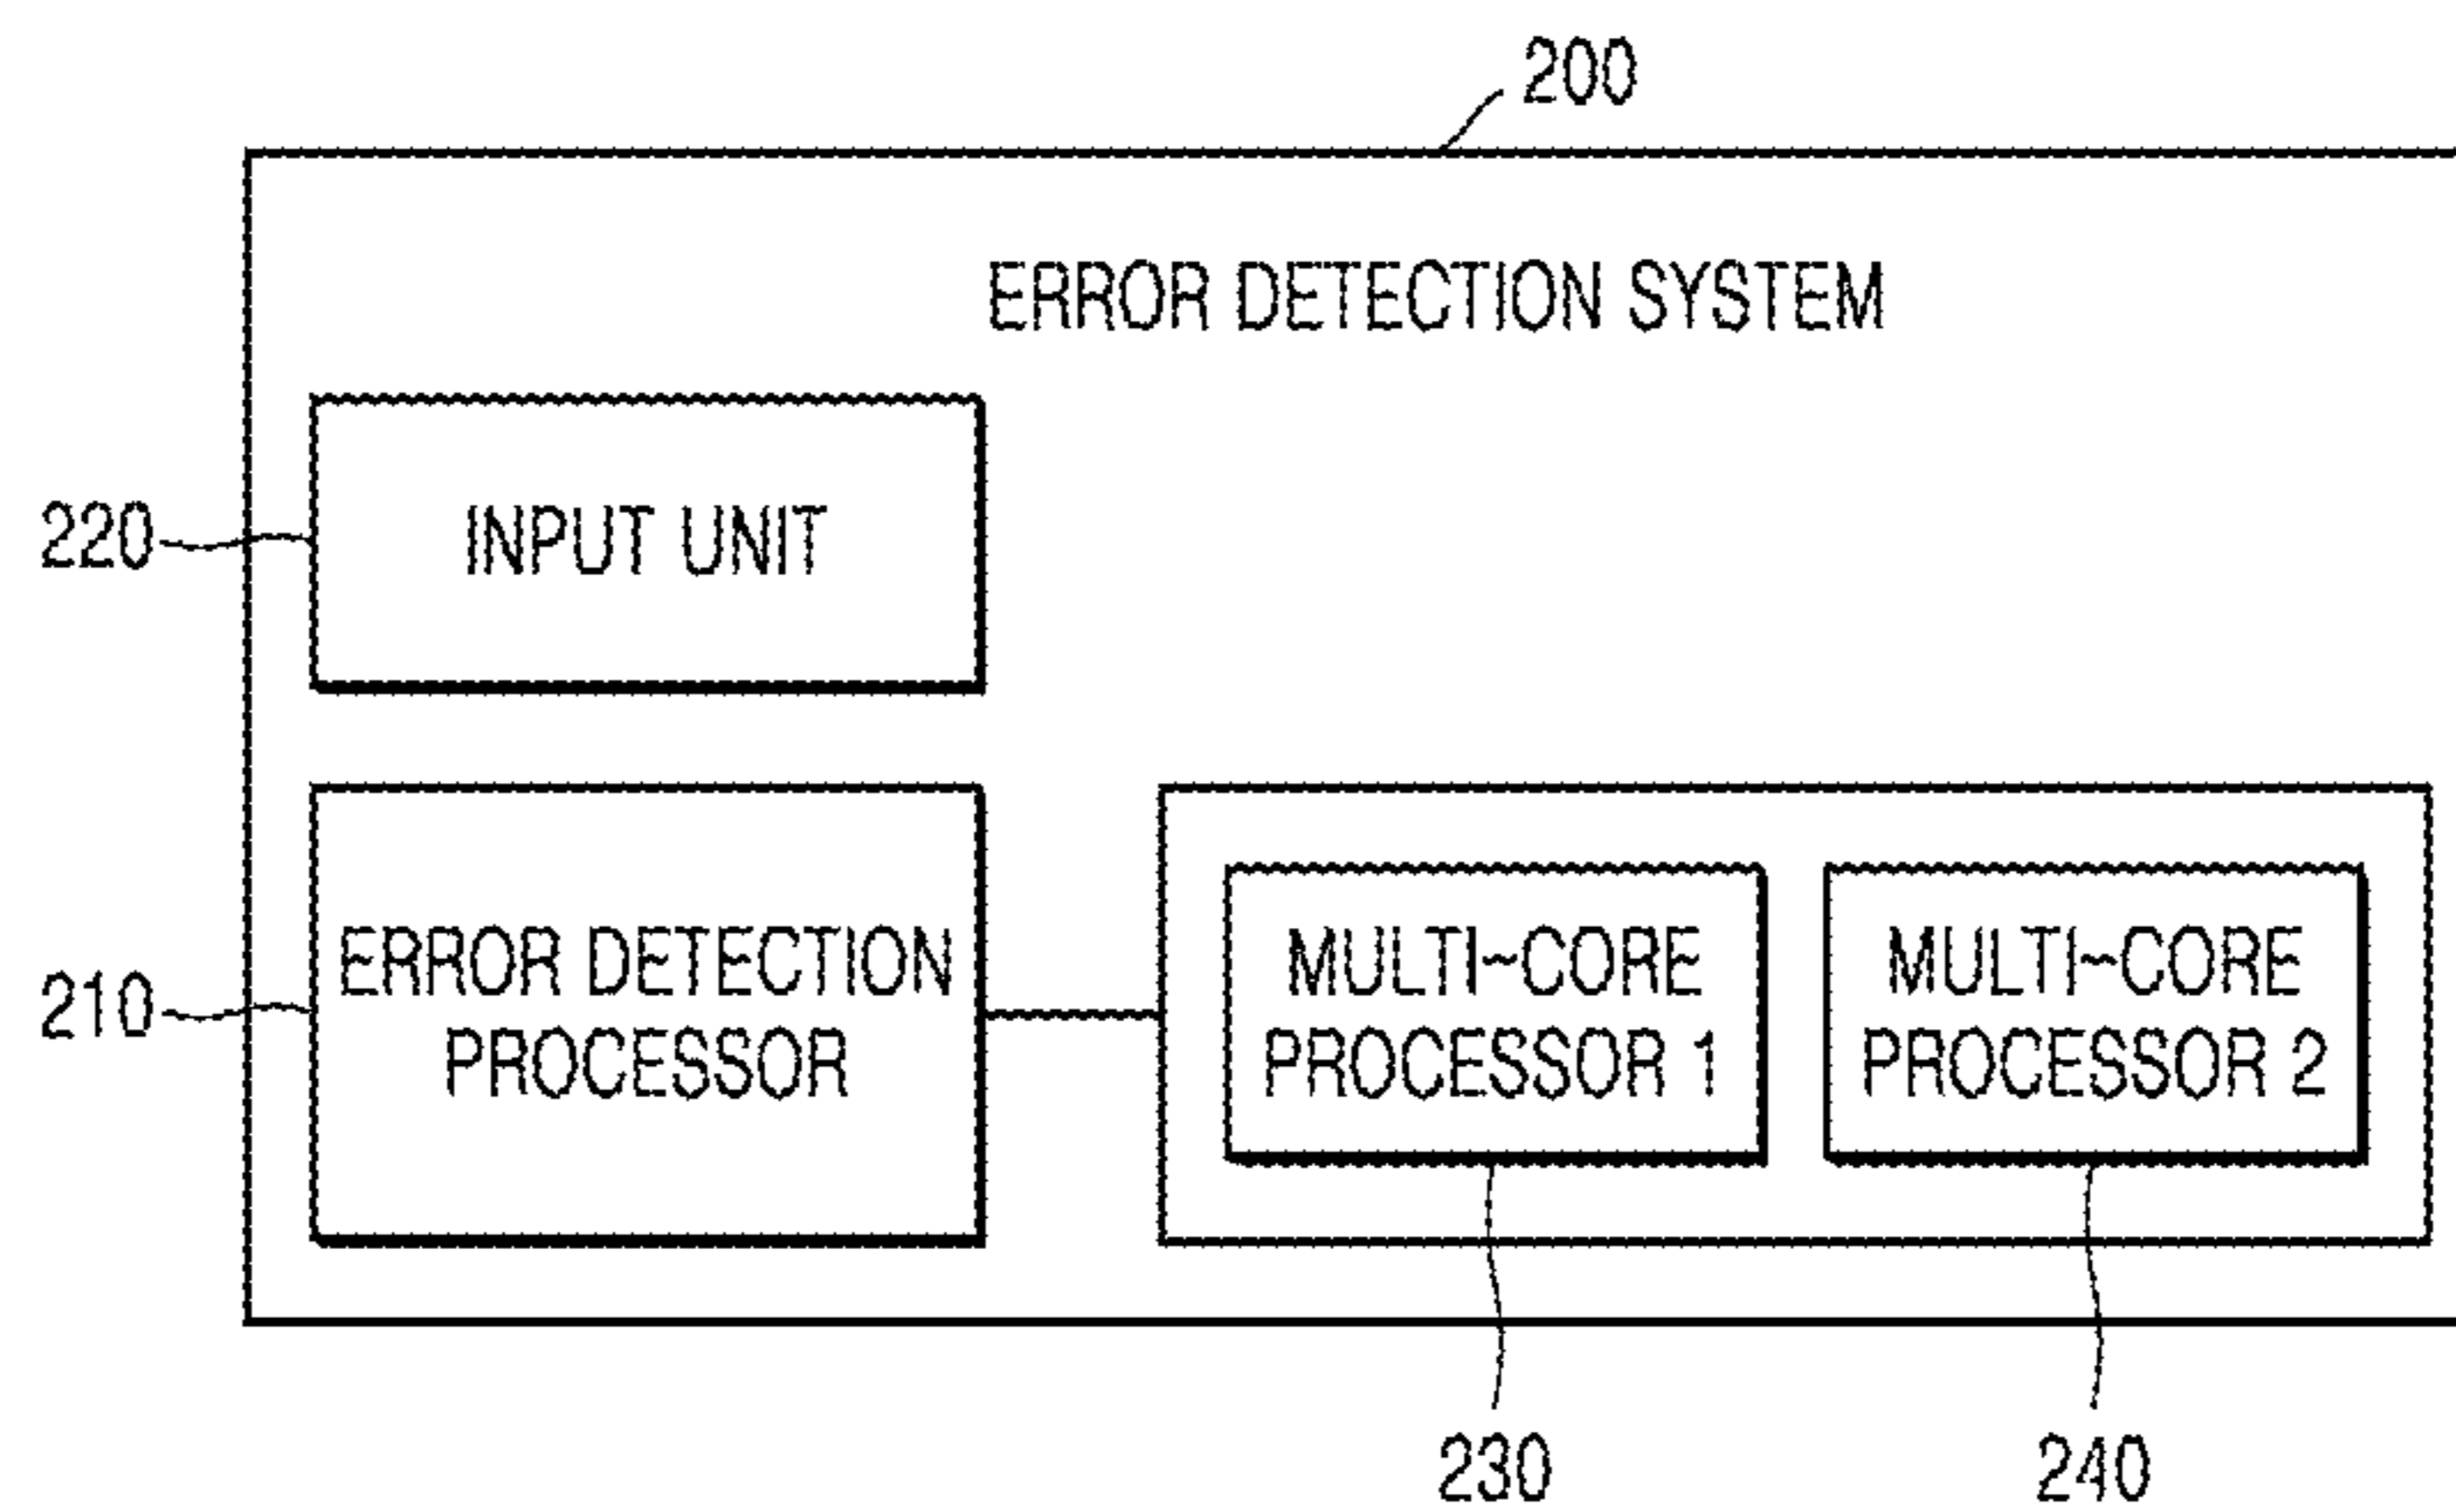 200
ERROR DETECTION SYSTEM
220
INPUT UNIT
210
ERROR DETECTION
PROCESSOR
MULTI~CORE
PROCESSOR 1
MULTI~CORE
PROCESSOR 2
230
240